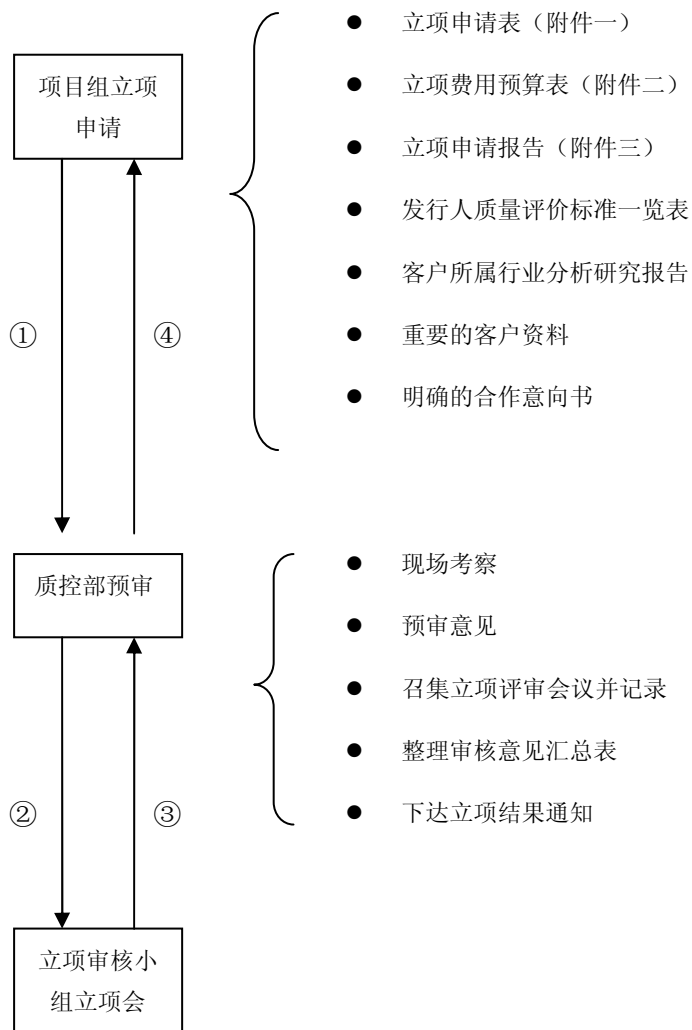 项目组立项
申请
● 立项申请表（附件一）
● 立项费用预算表（附件二）
● 立项申请报告（附件三）
● 发行人质量评价标准一览表
● 客户所属行业分析研究报告
● 重要的客户资料
● 明确的合作意向书
① ④
质控部预审
● 现场考察
● 预审意见
● 召集立项评审会议并记录
● 整理审核意见汇总表
● 下达立项结果通知
② ③
立项审核小
组立项会